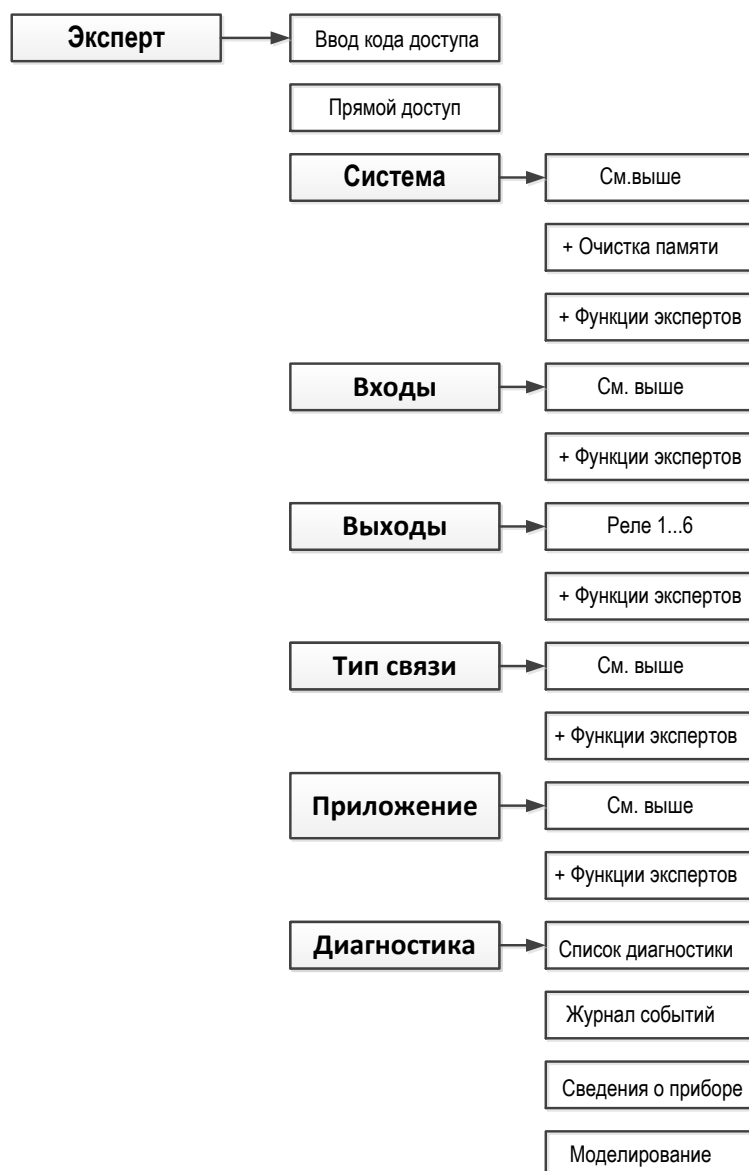 Эксперт
Ввод кода доступа
Прямой доступ
Система
См.выше
+ Очистка памяти
+ Функции экспертов
Входы
См. выше
+ Функции экспертов
Выходы
Реле 1...6
+ Функции экспертов
Тип связи
См. выше
+ Функции экспертов
Приложение
См. выше
+ Функции экспертов
Диагностика
Список диагностики
Журнал событий
Сведения о приборе
Моделирование